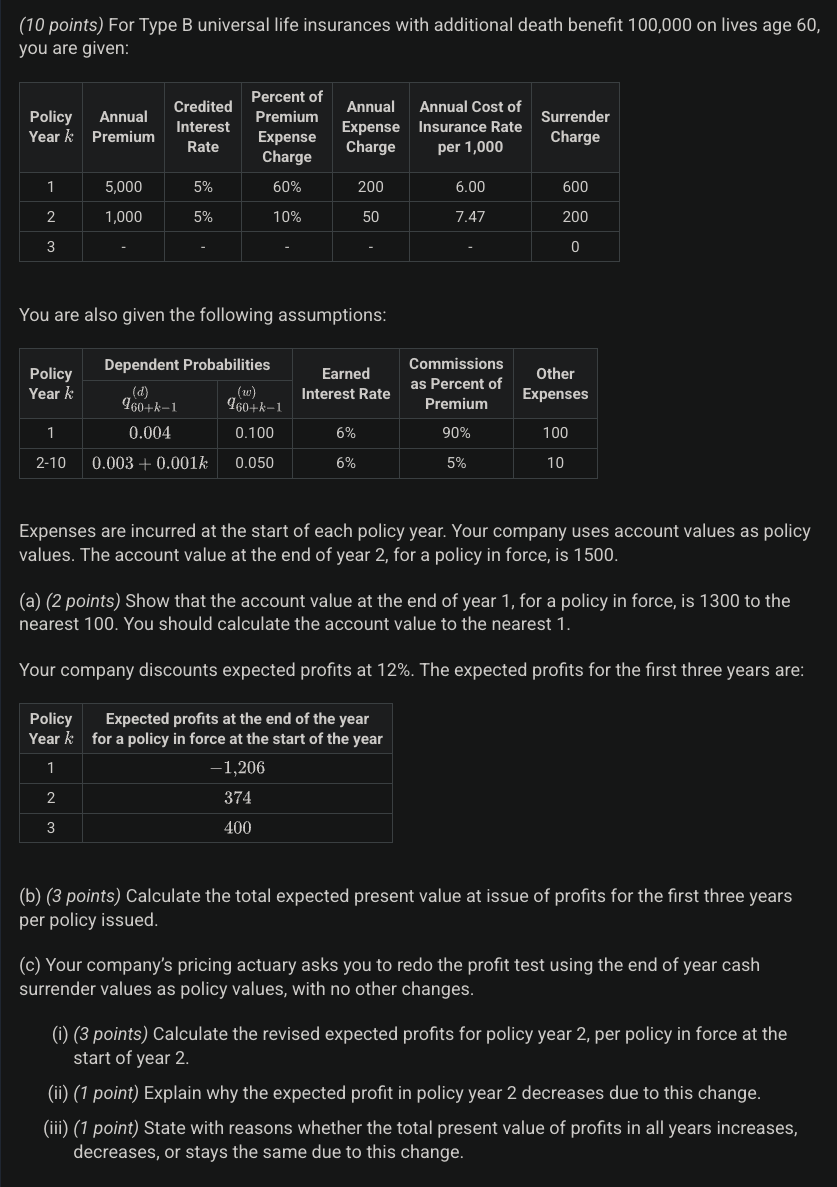 (10 points) For Type B universal life insurances with additional death benefit 100,000 on lives age 60,
you are given:
Policy Year k | Annual Premium | Credited Interest Rate | Percent of Premium Expense Charge | Annual Expense Charge | Annual Cost of Insurance Rate per 1,000 | Surrender Charge
1 | 5,000 | 5% | 60% | 200 | 6.00 | 600
2 | 1,000 | 5% | 10% | 50 | 7.47 | 200
3 | - | - | - | - | - | 0
You are also given the following assumptions:
Policy Year k | Dependent Probabilities | Earned Interest Rate | Commissions as Percent of Premium | Other Expenses
q^{(d)}_{60+k−1} | q^{(w)}_{60+k−1}
1 | 0.004 | 0.100 | 6% | 90% | 100
2-10 | 0.003 + 0.001k | 0.050 | 6% | 5% | 10
Expenses are incurred at the start of each policy year. Your company uses account values as policy
values. The account value at the end of year 2, for a policy in force, is 1500.
(a) (2 points) Show that the account value at the end of year 1, for a policy in force, is 1300 to the
nearest 100. You should calculate the account value to the nearest 1.
Your company discounts expected profits at 12%. The expected profits for the first three years are:
Policy Year k | Expected profits at the end of the year for a policy in force at the start of the year
1 | −1,206
2 | 374
3 | 400
(b) (3 points) Calculate the total expected present value at issue of profits for the first three years
per policy issued.
(c) Your company's pricing actuary asks you to redo the profit test using the end of year cash
surrender values as policy values, with no other changes.
(i) (3 points) Calculate the revised expected profits for policy year 2, per policy in force at the
start of year 2.
(ii) (1 point) Explain why the expected profit in policy year 2 decreases due to this change.
(iii) (1 point) State with reasons whether the total present value of profits in all years increases,
decreases, or stays the same due to this change.